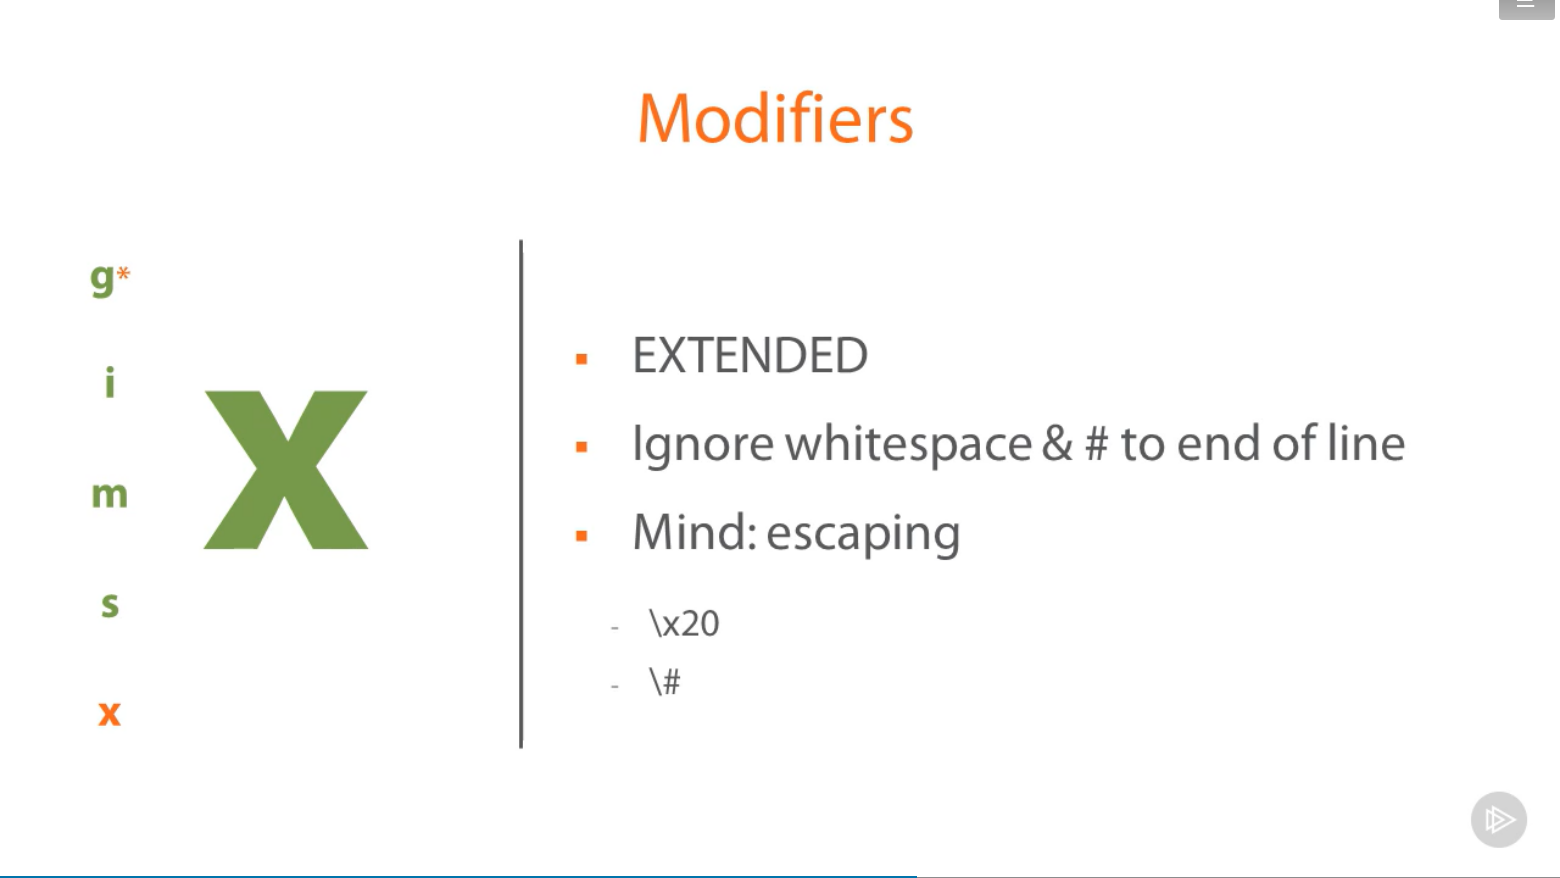 Modifiers
g*
i
m
s
x
x
EXTENDED
Ignore whitespace & # to end of line
Mind: escaping
- \x20
- \#